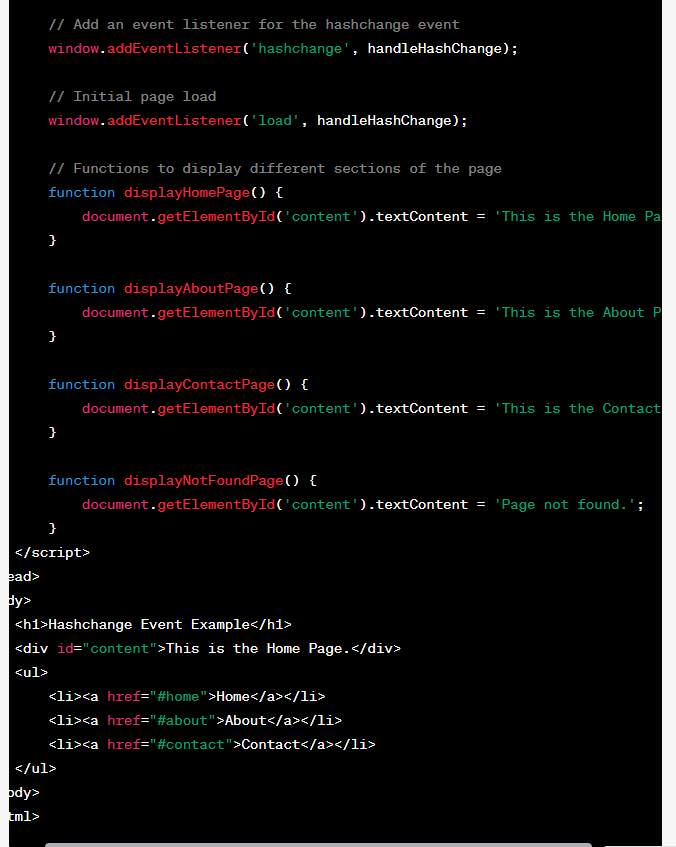 // Add an event listener for the hashchange event
window.addEventListener('hashchange', handleHashChange);
// Initial page load
window.addEventListener('load', handleHashChange);
// Functions to display different sections of the page
function displayHomePage() {
document.getElementById('content').textContent = 'This is the Home Pa
}
function displayAboutPage() {
document.getElementById('content').textContent = 'This is the About P
}
function displayContactPage() {
document.getElementById('content').textContent = 'This is the Contact
}
function displayNotFoundPage() {
document.getElementById('content').textContent = 'Page not found.';
}
</script>
ead>
dy>
<h1>Hashchange Event Example</h1>
<div id="content">This is the Home Page.</div>
<ul>
<li><a href="#home">Home</a></li>
<li><a href="#about">About</a></li>
<li><a href="#contact">Contact</a></li>
</ul>
ody>
tml>